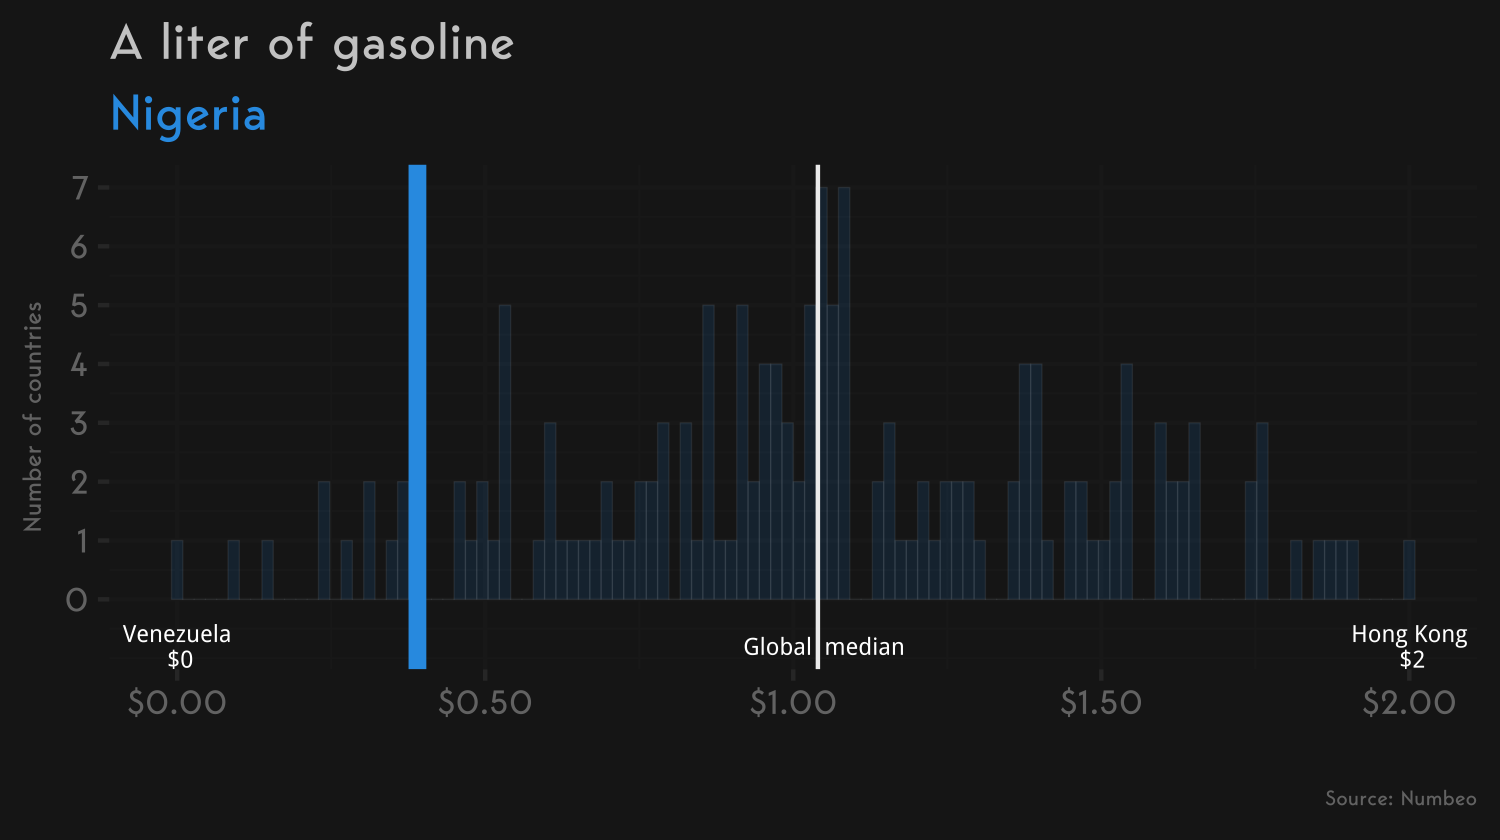 A liter of gasoline
Nigeria
Number of countries
7
6
5
4
3
2
1
0
Venezuela
$0
Global median
Hong Kong
$2
$0.00 $0.50 $1.00 $1.50 $2.00
Source: Numbeo